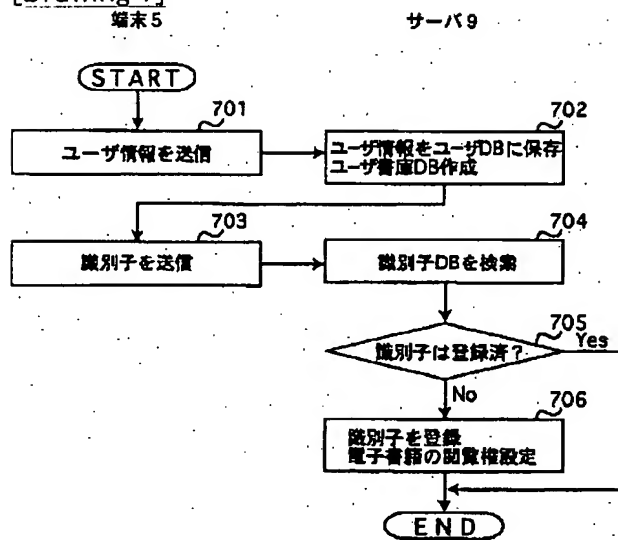 [Drawing 7]
端末5 サーバ9
START
701 702
ユーザ情報を送信 ユーザ情報をユーザDBに保存
ユーザ書庫DB作成
703 704
識別子を送信 識別子DBを検索
705
識別子は登録済？ Yes
No
706
識別子を登録
電子書籍の閲覧権設定
END